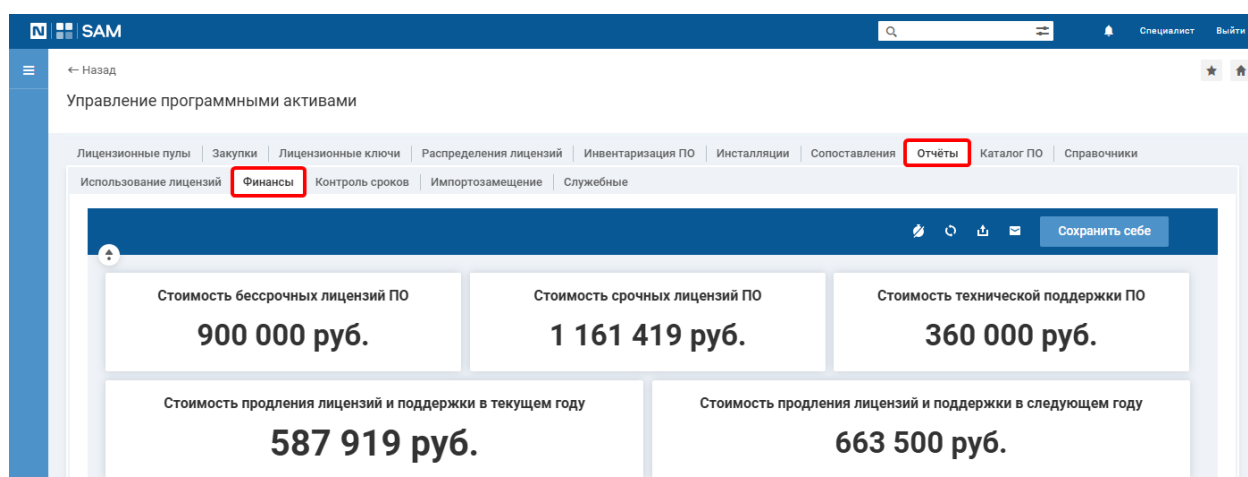 N SAM Специалист Выйти
← Назад
Управление программными активами
Лицензионные пулы Закупки Лицензионные ключи Распределения лицензий Инвентаризация ПО Инсталляции Сопоставления Отчёты Каталог ПО Справочники
Использование лицензий Финансы Контроль сроков Импортозамещение Служебные
Сохранить себе
Стоимость бессрочных лицензий ПО Стоимость срочных лицензий ПО Стоимость технической поддержки ПО
900 000 руб. 1 161 419 руб. 360 000 руб.
Стоимость продления лицензий и поддержки в текущем году Стоимость продления лицензий и поддержки в следующем году
587 919 руб. 663 500 руб.